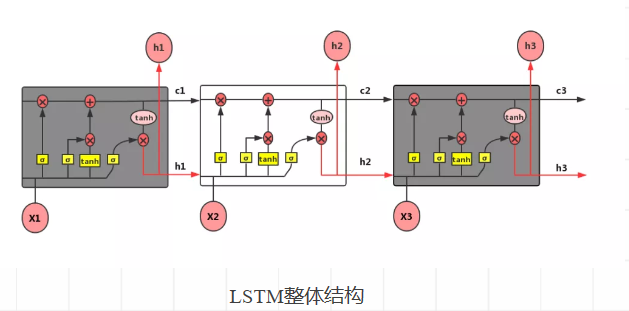 h1 h2 h3
c1 c2 c3
× + × + × +
tanh tanh tanh
× × × × × ×
σ σ tanh σ σ σ tanh σ σ σ tanh σ
h1 h2 h3
X1 X2 X3
LSTM整体结构